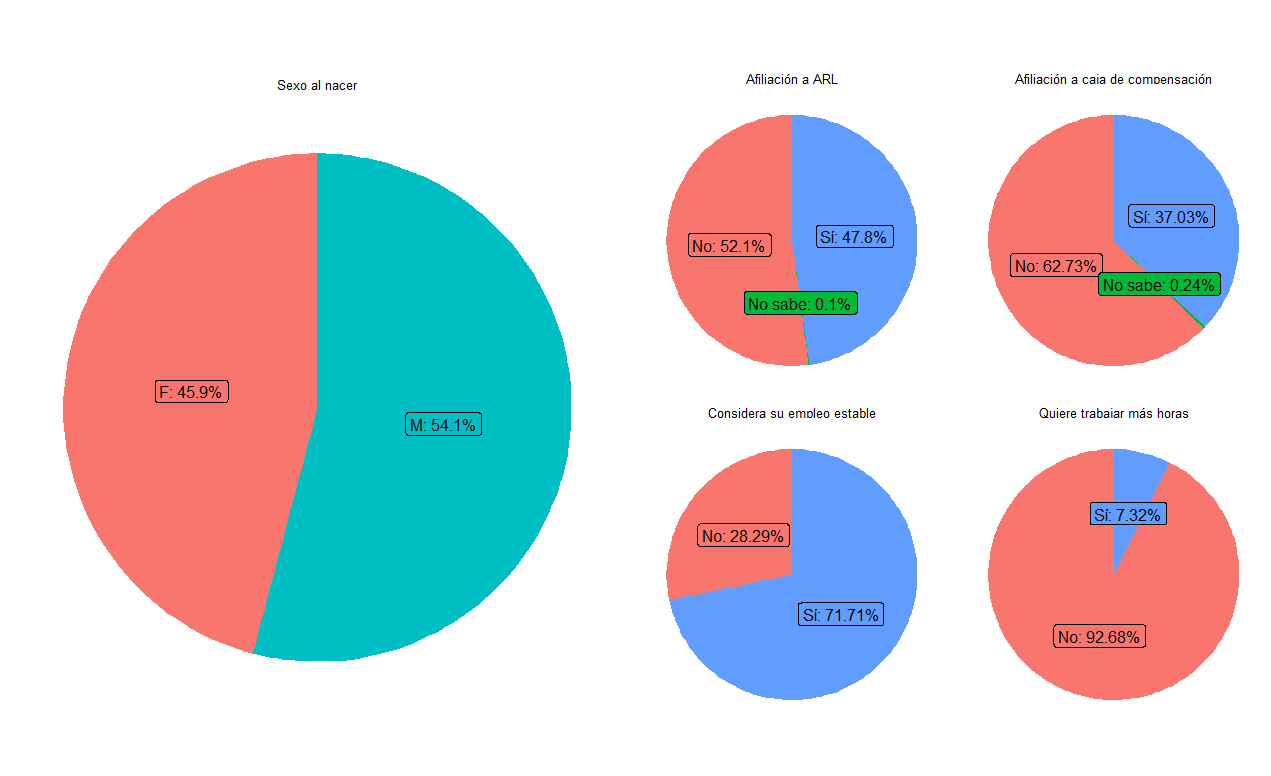 Sexo al nacer
F: 45.9%
M: 54.1%
Afiliación a ARL
Sí: 47.8%
No: 52.1%
No sabe: 0.1%
Afiliación a caja de compensación
Sí: 37.03%
No: 62.73%
No sabe: 0.24%
Considera su empleo estable
No: 28.29%
Sí: 71.71%
Quiere trabajar más horas
Sí: 7.32%
No: 92.68%